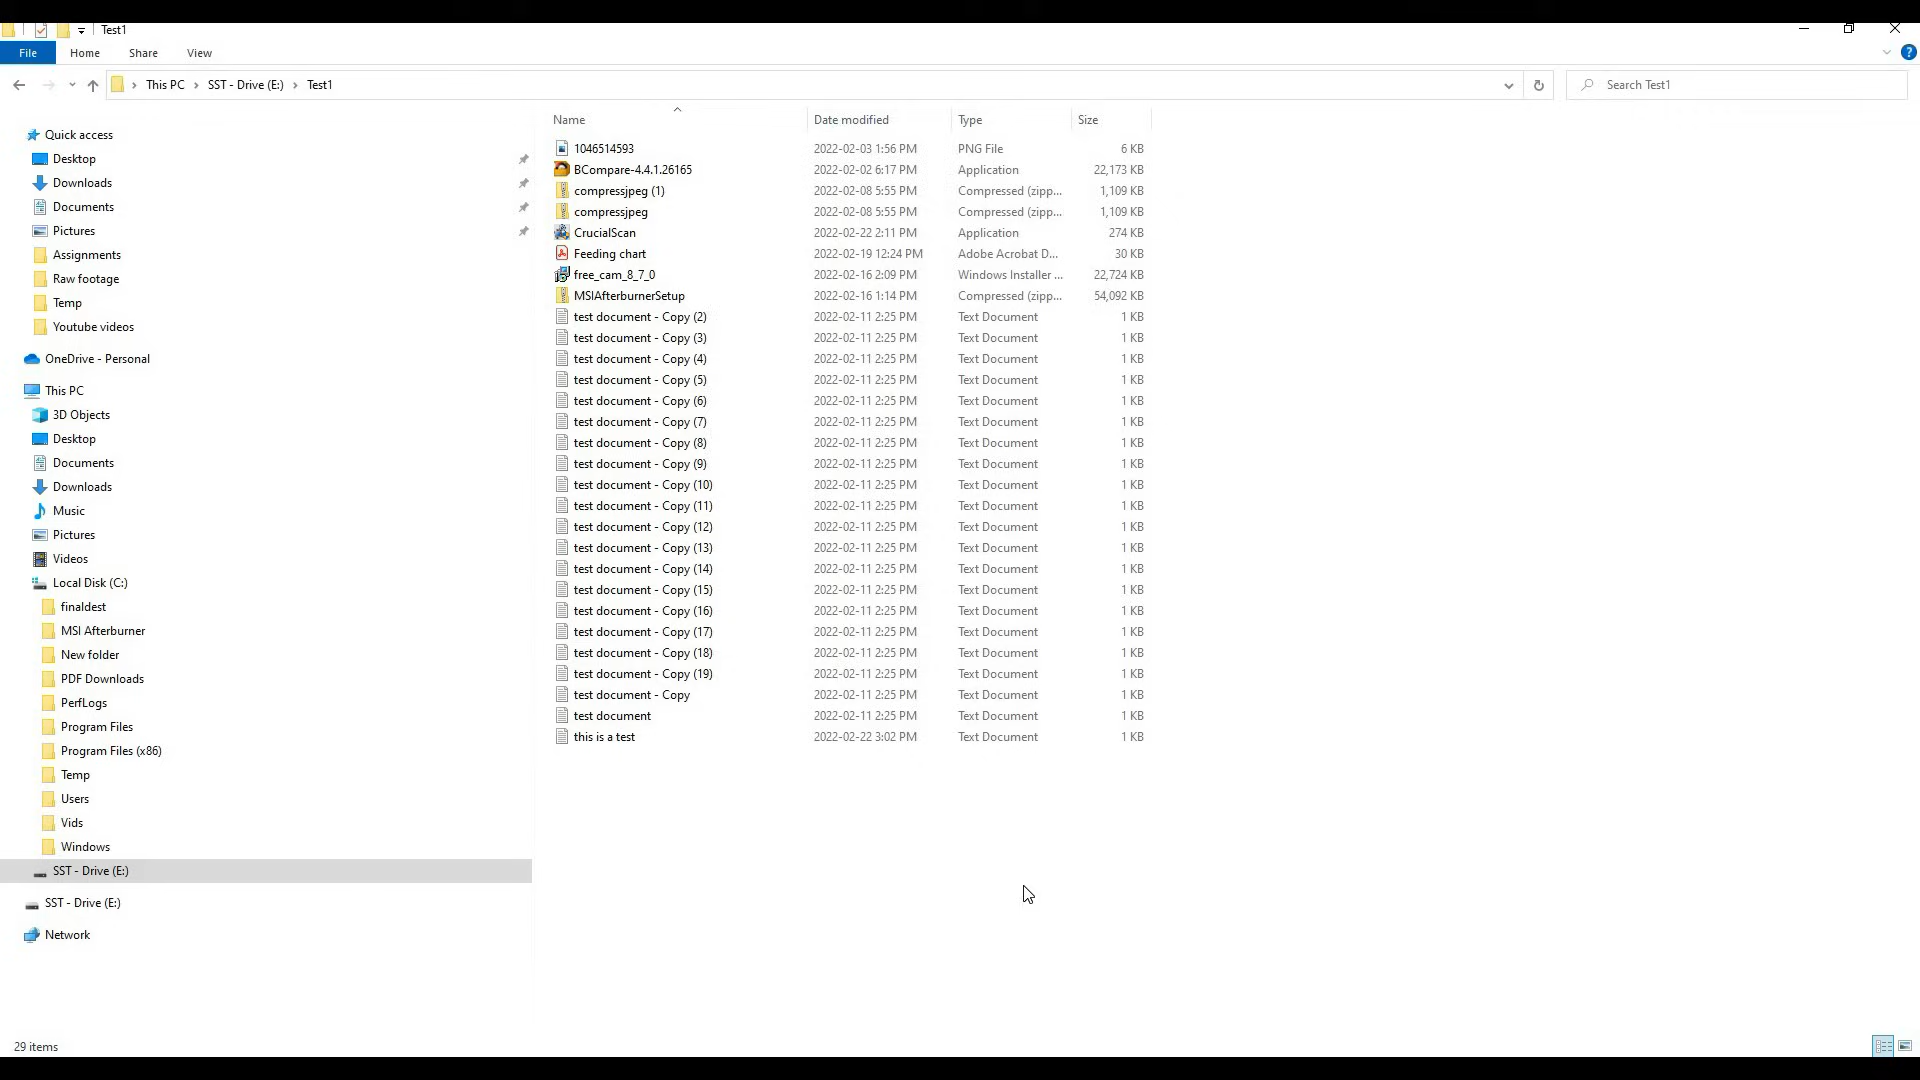 Test1
File Home Share View
This PC SST - Drive (E:) Test1
Search Test1
Name Date modified Type Size
Quick access
Desktop
Downloads
Documents
Pictures
Assignments
Raw footage
Temp
Youtube videos
OneDrive - Personal
This PC
3D Objects
Desktop
Documents
Downloads
Music
Pictures
Videos
Local Disk (C:)
finaldest
MSI Afterburner
New folder
PDF Downloads
PerfLogs
Program Files
Program Files (x86)
Temp
Users
Vids
Windows
SST - Drive (E:)
SST - Drive (E:)
Network
1046514593 2022-02-03 1:56 PM PNG File 6 KB
BCompare-4.4.1.26165 2022-02-02 6:17 PM Application 22,173 KB
compressjpeg (1) 2022-02-08 5:55 PM Compressed (zipp... 1,109 KB
compressjpeg 2022-02-08 5:55 PM Compressed (zipp... 1,109 KB
CrucialScan 2022-02-22 2:11 PM Application 274 KB
Feeding chart 2022-02-19 12:24 PM Adobe Acrobat D... 30 KB
free_cam_8_7_0 2022-02-16 2:09 PM Windows Installer ... 22,724 KB
MSIAfterburnerSetup 2022-02-16 1:14 PM Compressed (zipp... 54,092 KB
test document - Copy (2) 2022-02-11 2:25 PM Text Document 1 KB
test document - Copy (3) 2022-02-11 2:25 PM Text Document 1 KB
test document - Copy (4) 2022-02-11 2:25 PM Text Document 1 KB
test document - Copy (5) 2022-02-11 2:25 PM Text Document 1 KB
test document - Copy (6) 2022-02-11 2:25 PM Text Document 1 KB
test document - Copy (7) 2022-02-11 2:25 PM Text Document 1 KB
test document - Copy (8) 2022-02-11 2:25 PM Text Document 1 KB
test document - Copy (9) 2022-02-11 2:25 PM Text Document 1 KB
test document - Copy (10) 2022-02-11 2:25 PM Text Document 1 KB
test document - Copy (11) 2022-02-11 2:25 PM Text Document 1 KB
test document - Copy (12) 2022-02-11 2:25 PM Text Document 1 KB
test document - Copy (13) 2022-02-11 2:25 PM Text Document 1 KB
test document - Copy (14) 2022-02-11 2:25 PM Text Document 1 KB
test document - Copy (15) 2022-02-11 2:25 PM Text Document 1 KB
test document - Copy (16) 2022-02-11 2:25 PM Text Document 1 KB
test document - Copy (17) 2022-02-11 2:25 PM Text Document 1 KB
test document - Copy (18) 2022-02-11 2:25 PM Text Document 1 KB
test document - Copy (19) 2022-02-11 2:25 PM Text Document 1 KB
test document - Copy 2022-02-11 2:25 PM Text Document 1 KB
test document 2022-02-11 2:25 PM Text Document 1 KB
this is a test 2022-02-22 3:02 PM Text Document 1 KB
29 items